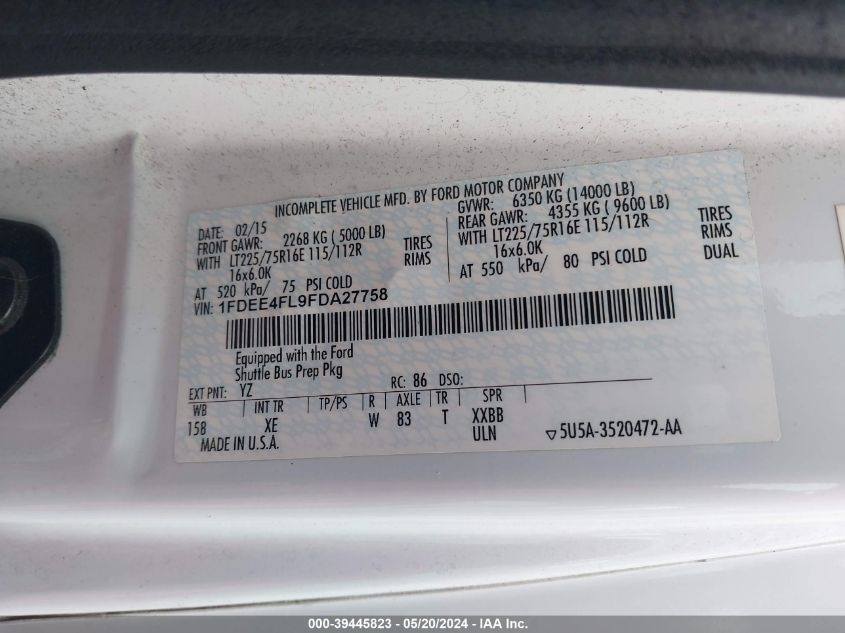 INCOMPLETE VEHICLE MFD. BY FORD MOTOR COMPANY
DATE: 02/15 GVWR: 6350 KG (14000 LB)
FRONT GAWR: 2268 KG ( 5000 LB) REAR GAWR: 4355 KG ( 9600 LB)
WITH LT225/75R16E 115/112R TIRES WITH LT225/75R16E 115/112R TIRES
16x6.0K RIMS 16x6.0K RIMS
AT 520 kPa/ 75 PSI COLD AT 550 kPa/ 80 PSI COLD DUAL
VIN: 1FDEE4FL9FDA27758
Equipped with the Ford
Shuttle Bus Prep Pkg
EXT PNT: YZ RC: 86 DSO:
WB INT TR TP/PS R AXLE TR SPR
158 XE W 83 T XXBB
MADE IN U.S.A. ULN ▽5U5A-3520472-AA
000-39445823 - 05/20/2024 - IAA Inc.